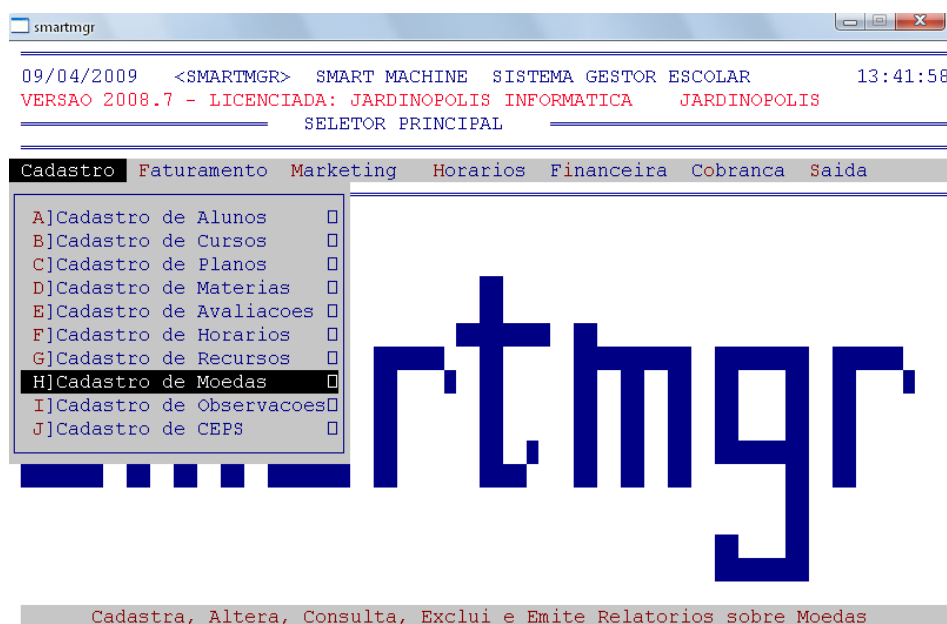 smartmgr
09/04/2009 <SMARTMGR> SMART MACHINE SISTEMA GESTOR ESCOLAR 13:41:58
VERSAO 2008.7 - LICENCIADA: JARDINOPOLIS INFORMATICA JARDINOPOLIS
SELETOR PRINCIPAL
Cadastro Faturamento Marketing Horarios Financeira Cobranca Saida
A]Cadastro de Alunos
B]Cadastro de Cursos
C]Cadastro de Planos
D]Cadastro de Materias
E]Cadastro de Avaliacoes
F]Cadastro de Horarios
G]Cadastro de Recursos
H]Cadastro de Moedas
I]Cadastro de Observacoes
J]Cadastro de CEPS
rtmgr
Cadastra, Altera, Consulta, Exclui e Emite Relatorios sobre Moedas